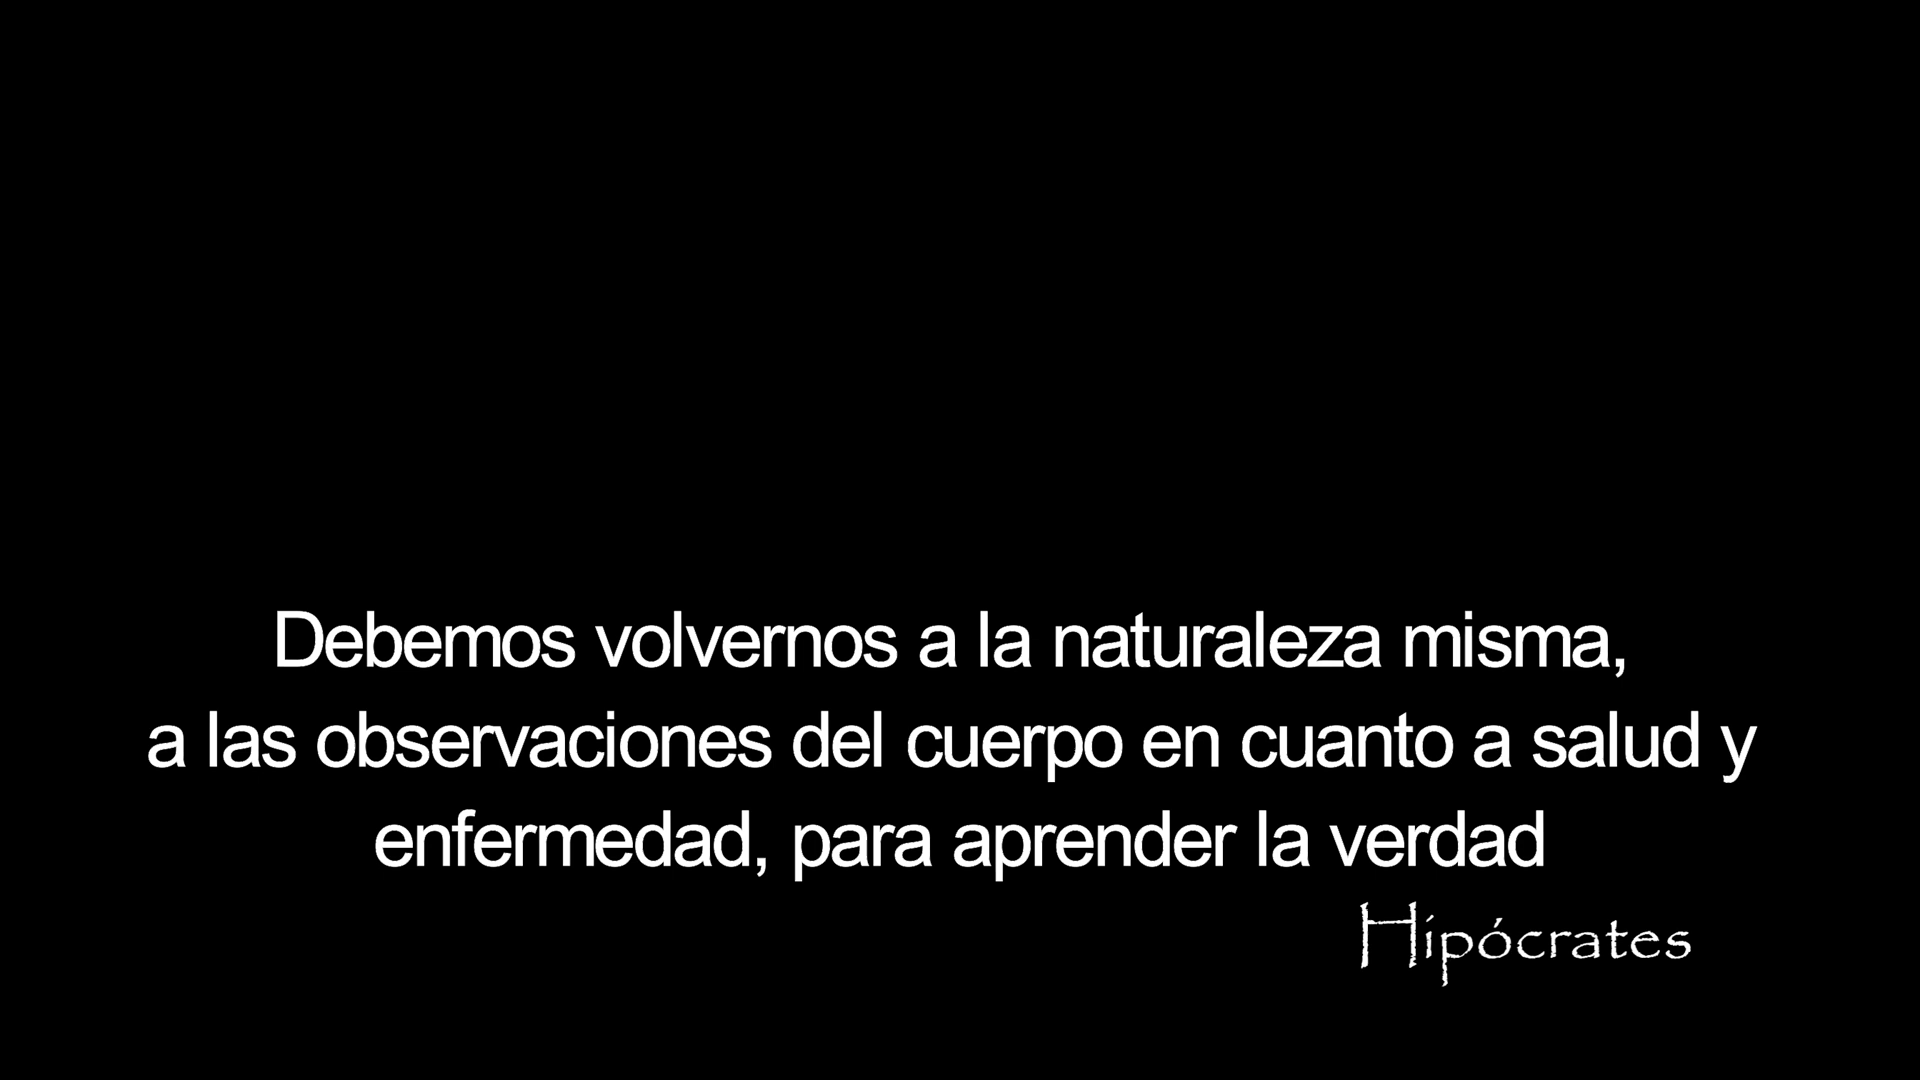 Debemos volvernos a la naturaleza misma,
a las observaciones del cuerpo en cuanto a salud y
enfermedad, para aprender la verdad
Hipócrates